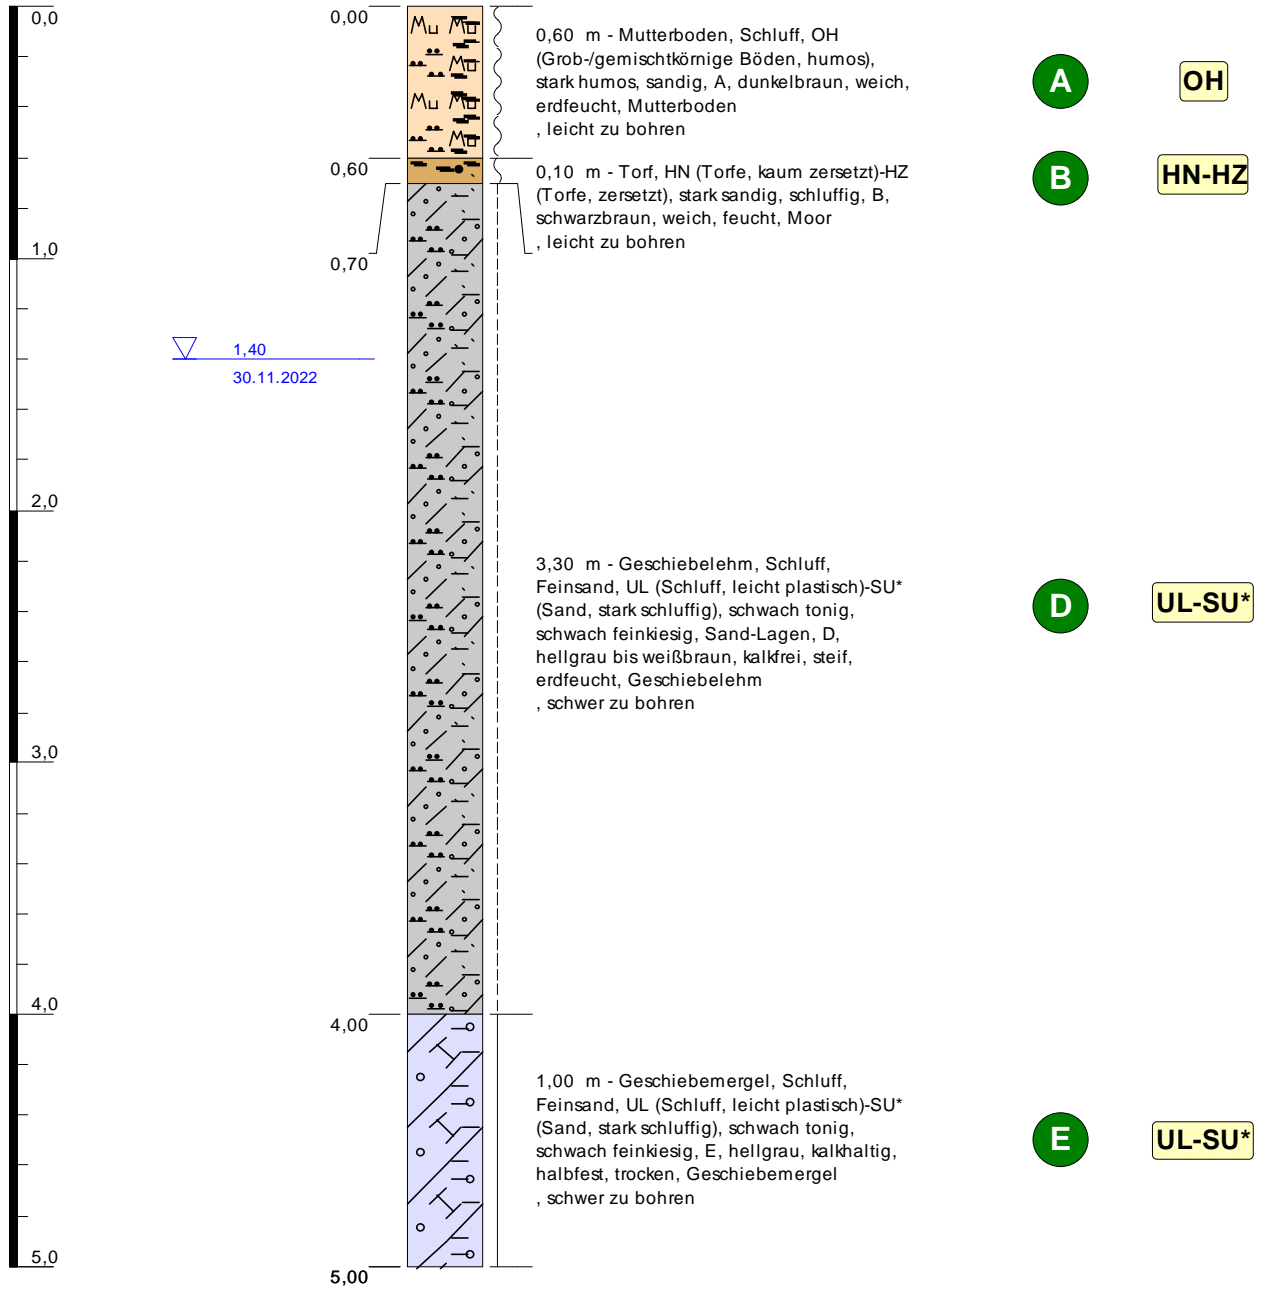 0,0
0,00
0,60 m - Mutterboden, Schluff, OH
(Grob-/gemischtkörnige Böden, humos),
stark humos, sandig, A, dunkelbraun, weich,
erdfeucht, Mutterboden
, leicht zu bohren
A
OH
Mu Mu
Mu
Mu Mu
Mu
0,60
0,10 m - Torf, HN (Torfe, kaum zersetzt)-HZ
(Torfe, zersetzt), stark sandig, schluffig, B,
schwarzbraun, weich, feucht, Moor
, leicht zu bohren
B
HN-HZ
1,0
0,70
1,40
30.11.2022
2,0
3,30 m - Geschiebelehm, Schluff,
Feinsand, UL (Schluff, leicht plastisch)-SU*
(Sand, stark schluffig), schwach tonig,
schwach feinkiesig, Sand-Lagen, D,
hellgrau bis weißbraun, kalkfrei, steif,
erdfeucht, Geschiebelehm
, schwer zu bohren
D
UL-SU*
3,0
4,0
4,00
1,00 m - Geschiebemergel, Schluff,
Feinsand, UL (Schluff, leicht plastisch)-SU*
(Sand, stark schluffig), schwach tonig,
schwach feinkiesig, E, hellgrau, kalkhaltig,
halbfest, trocken, Geschiebemergel
, schwer zu bohren
E
UL-SU*
5,0
5,00